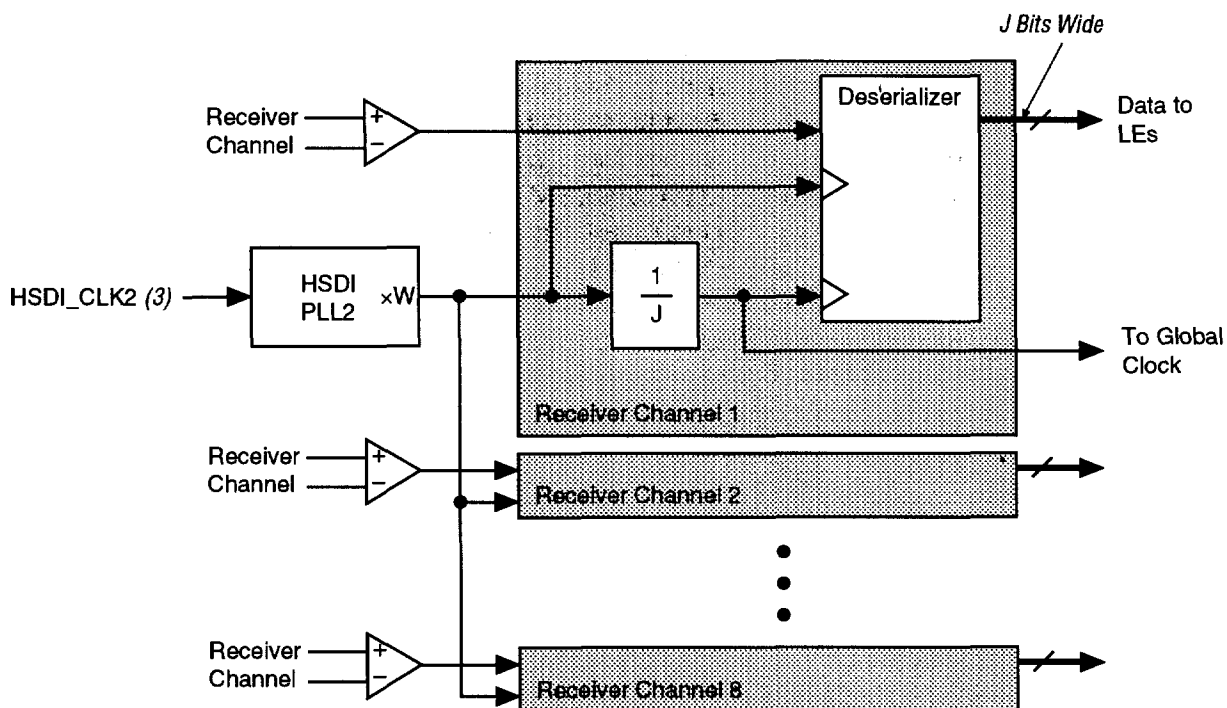 J Bits Wide
Deserializer
Data to
LEs
Receiver
Channel
+
−
HSDI_CLK2 (3)
HSDI
PLL2
×W
1
J
To Global
Clock
Receiver Channel 1
Receiver
Channel
+
−
Receiver Channel 2
Receiver
Channel
+
−
Receiver Channel 8